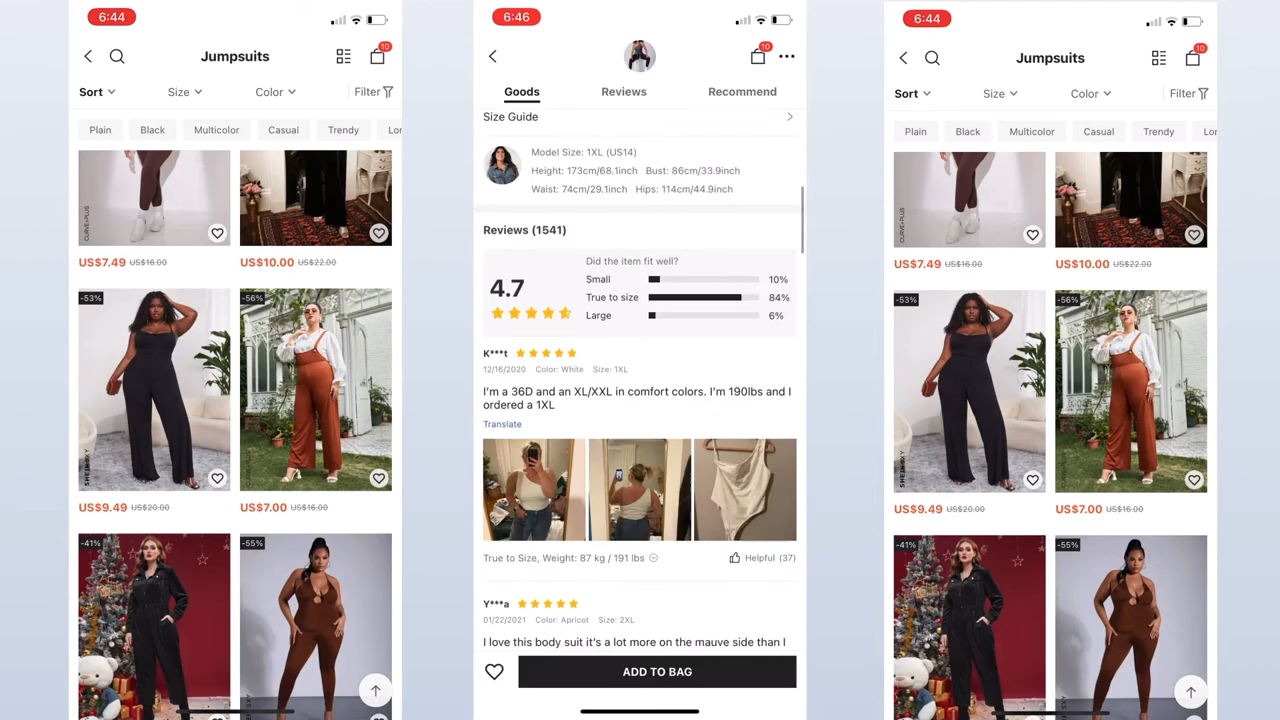 6:44
10
Jumpsuits
Sort Size Color Filter
Plain Black Multicolor Casual Trendy Lor
CURVE+PLUS
US$7.49 US$16.00 US$10.00 US$22.00
-53% -56%
US$9.49 US$20.00 US$7.00 US$16.00
-41% -55%
6:46
10
Goods Reviews Recommend
Size Guide
Model Size: 1XL (US14)
Height: 173cm/68.1inch Bust: 86cm/33.9inch
Waist: 74cm/29.1inch Hips: 114cm/44.9inch
Reviews (1541)
Did the item fit well?
4.7
Small 10%
True to size 84%
Large 6%
K***t
12/16/2020 Color: White Size: 1XL
I'm a 36D and an XL/XXL in comfort colors. I'm 190lbs and I
ordered a 1XL
Translate
True to Size, Weight: 87 kg / 191 lbs Helpful (37)
Y***a
01/22/2021 Color: Apricot Size: 2XL
I love this body suit it's a lot more on the mauve side than I
ADD TO BAG
6:44
10
Jumpsuits
Sort Size Color Filter
Plain Black Multicolor Casual Trendy Lor
CURVE+PLUS
US$7.49 US$16.00 US$10.00 US$22.00
-53% -56%
US$9.49 US$20.00 US$7.00 US$16.00
-41% -55%